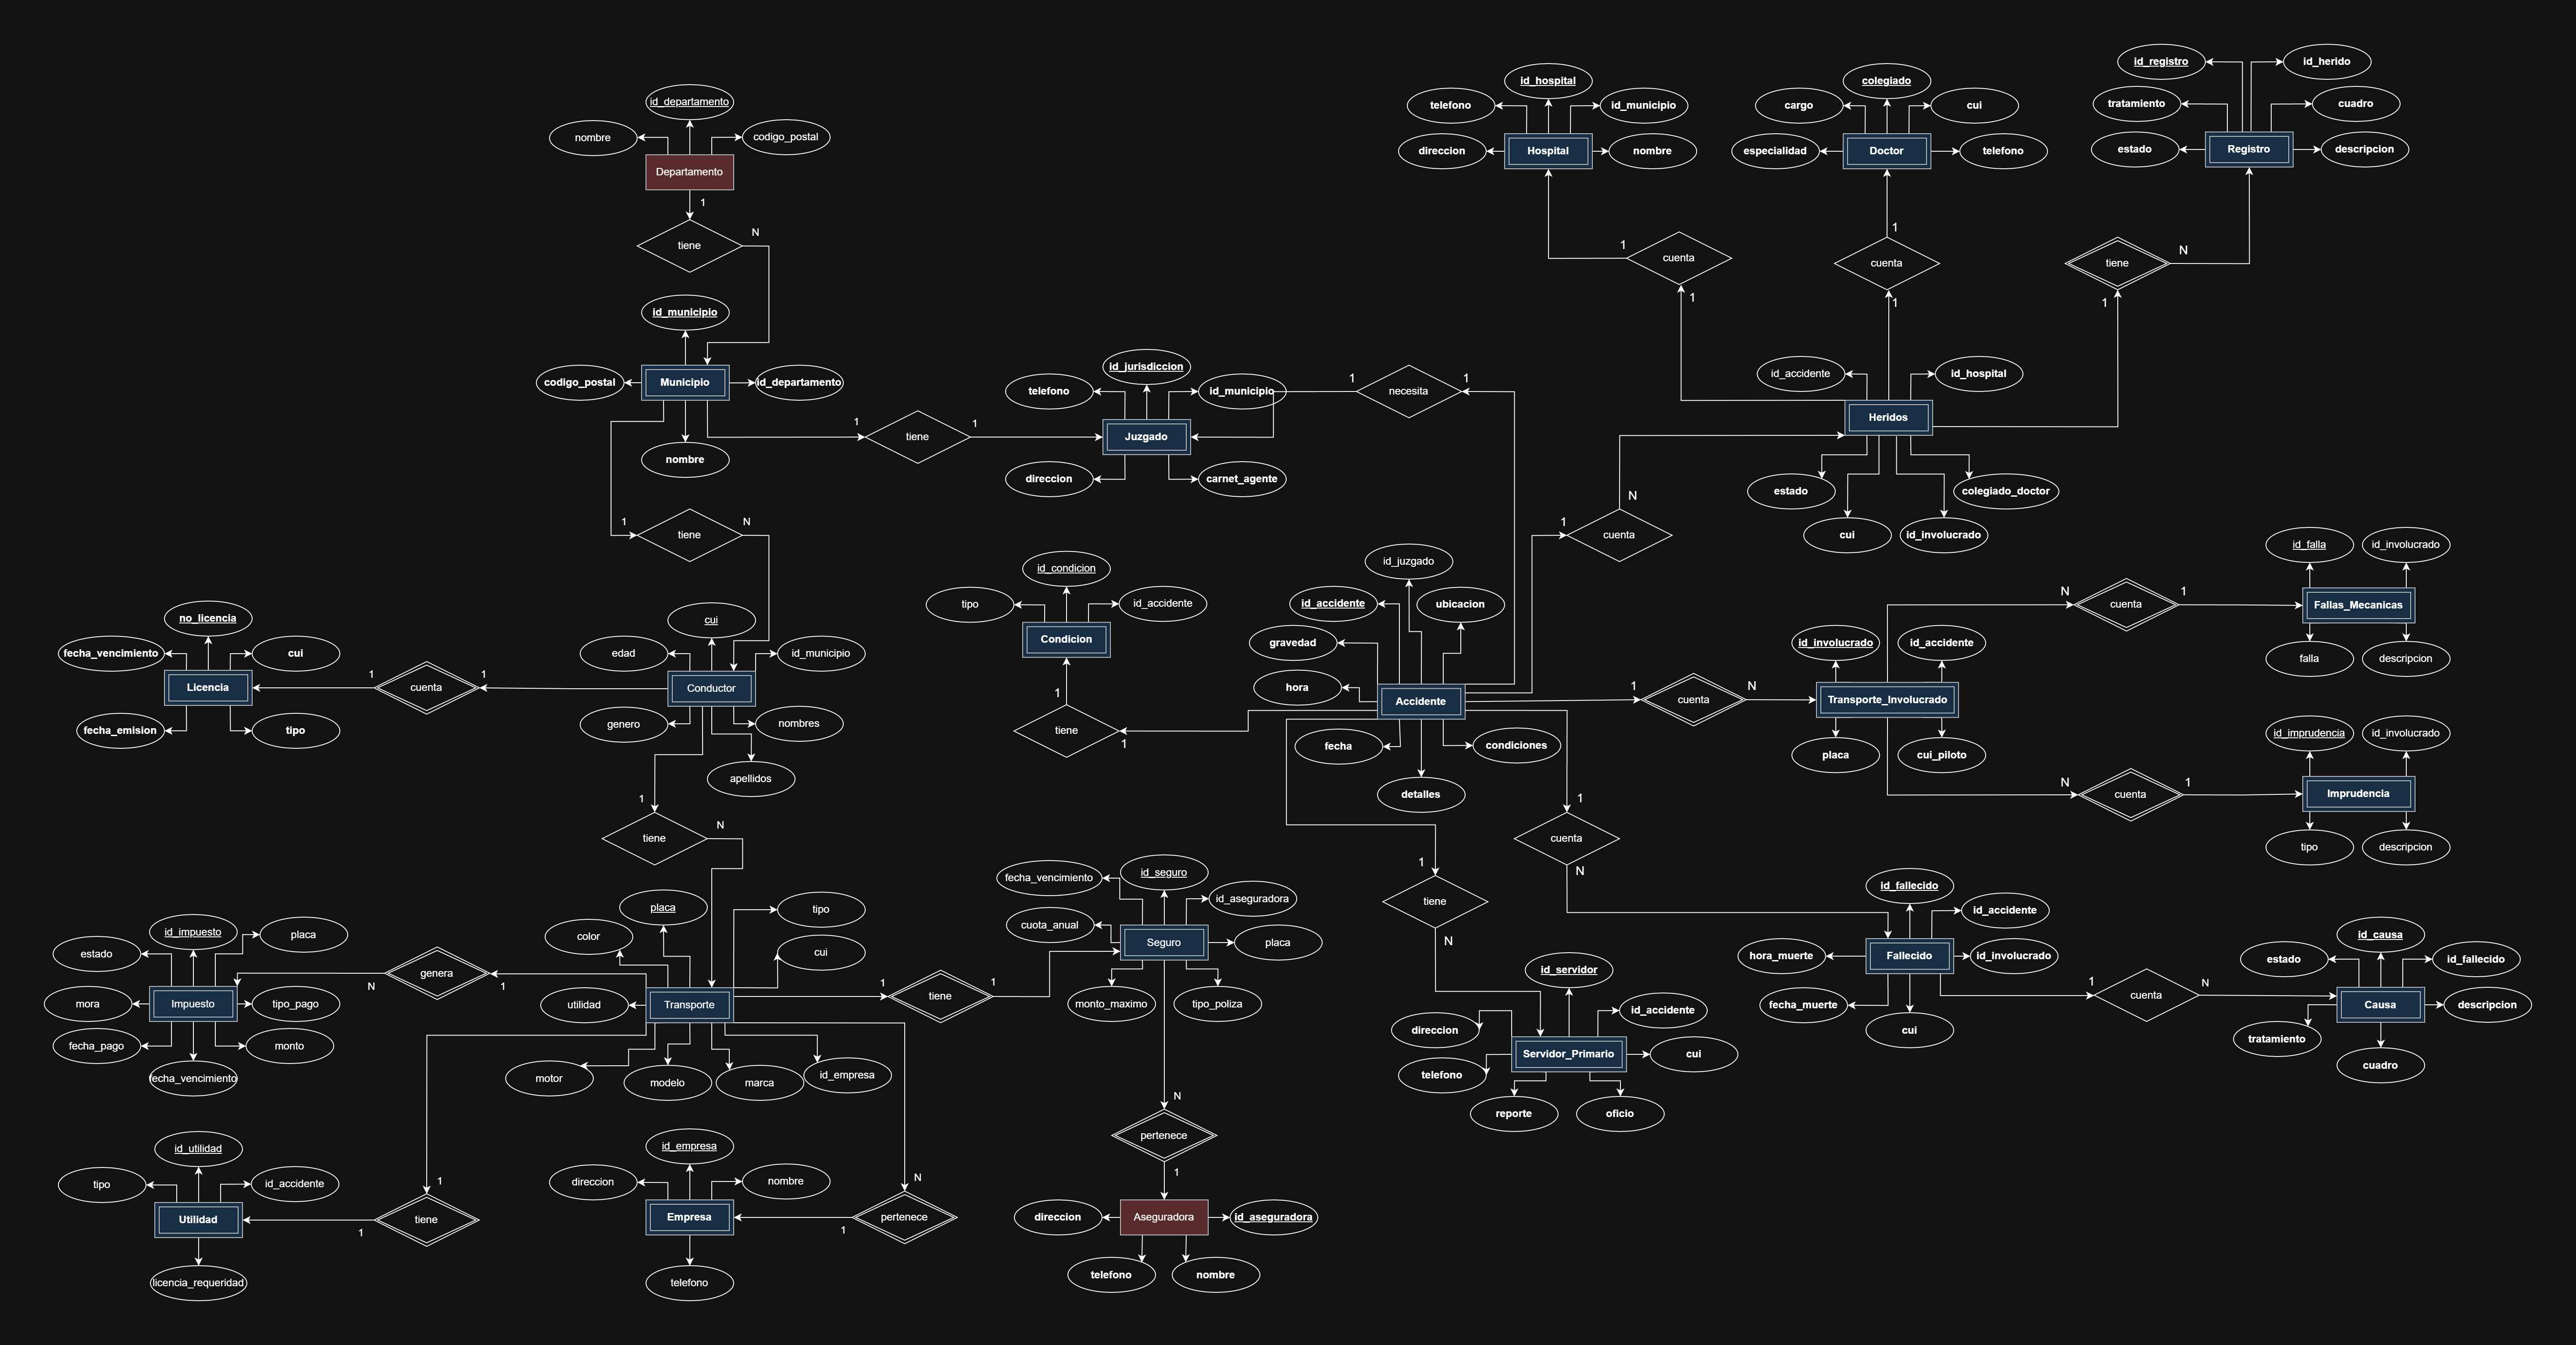 id_hospital
telefono
id_municipio
direccion
Hospital
nombre
cuenta
1
1
colegiado
cargo
cui
especialidad
Doctor
telefono
1
cuenta
1
id_registro
id_herido
tratamiento
cuadro
estado
Registro
descripcion
tiene
N
1
id_departamento
nombre
codigo_postal
Departamento
1
tiene
N
id_municipio
codigo_postal
Municipio
id_departamento
nombre
1
tiene
1
id_jurisdiccion
telefono
id_municipio
Juzgado
direccion
carnet_agente
1
necesita
1
id_accidente
id_hospital
Heridos
estado
colegiado_doctor
cui
id_involucrado
N
1
cuenta
1
tiene
N
id_condicion
tipo
id_accidente
Condicion
1
tiene
1
id_juzgado
id_accidente
ubicacion
gravedad
hora
Accidente
fecha
condiciones
detalles
no_licencia
fecha_vencimiento
cui
Licencia
fecha_emision
tipo
1
cuenta
1
cui
edad
id_municipio
Conductor
genero
nombres
apellidos
1
tiene
N
1
cuenta
N
id_involucrado
id_accidente
Transporte_Involucrado
placa
cui_piloto
N
cuenta
1
id_falla
id_involucrado
Fallas_Mecanicas
falla
descripcion
N
cuenta
1
id_imprudencia
id_involucrado
Imprudencia
tipo
descripcion
1
cuenta
N
1
tiene
N
id_fallecido
id_accidente
hora_muerte
Fallecido
id_involucrado
fecha_muerte
cui
1
cuenta
N
id_causa
estado
id_fallecido
Causa
descripcion
tratamiento
cuadro
id_servidor
id_accidente
direccion
Servidor_Primario
cui
telefono
reporte
oficio
id_impuesto
placa
estado
mora
Impuesto
tipo_pago
fecha_pago
monto
fecha_vencimiento
genera
N
1
placa
tipo
color
cui
utilidad
Transporte
motor
modelo
marca
id_empresa
1
tiene
1
fecha_vencimiento
id_seguro
id_aseguradora
cuota_anual
Seguro
placa
monto_maximo
tipo_poliza
N
pertenece
1
direccion
Aseguradora
id_aseguradora
telefono
nombre
id_utilidad
tipo
id_accidente
Utilidad
licencia_requeridad
1
tiene
1
id_empresa
direccion
nombre
Empresa
telefono
N
pertenece
1